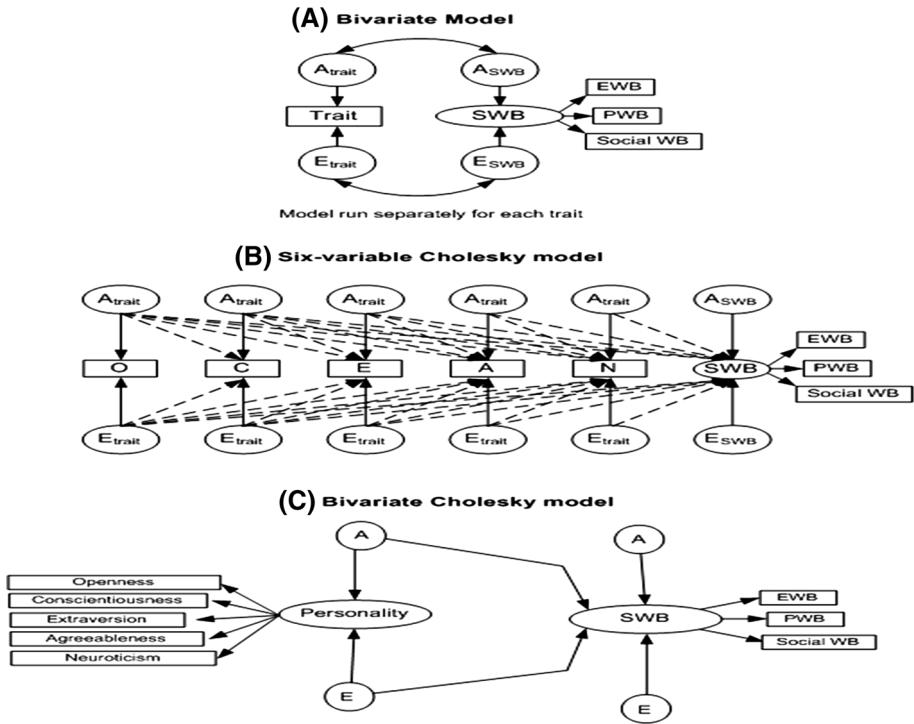 (A) Bivariate Model
Atrait
ASWB
EWB
Trait
SWB
PWB
Social WB
Etrait
ESWB
Model run separately for each trait
(B) Six-variable Cholesky model
Atrait Atrait Atrait Atrait Atrait ASWB
EWB
O C E A N SWB PWB
Social WB
Etrait Etrait Etrait Etrait Etrait ESWB
(C) Bivariate Cholesky model
A A
Openness
Conscientiousness
Extraversion
Agreeableness
Neuroticism
Personality
SWB
EWB
PWB
Social WB
E E